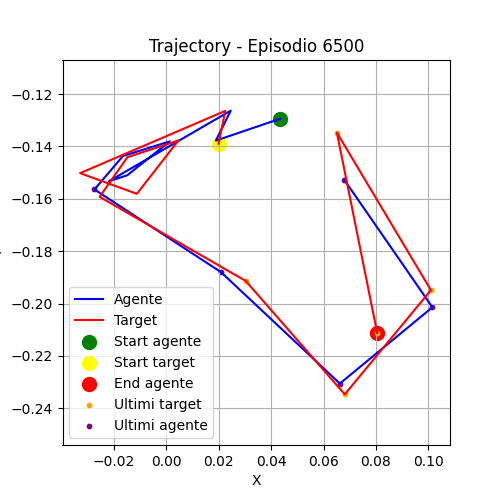 Trajectory - Episodio 6500
−0.12
−0.14
−0.16
−0.18
−0.20
−0.22
−0.24
Agente
Target
Start agente
Start target
End agente
Ultimi target
Ultimi agente
−0.02 0.00 0.02 0.04 0.06 0.08 0.10
X